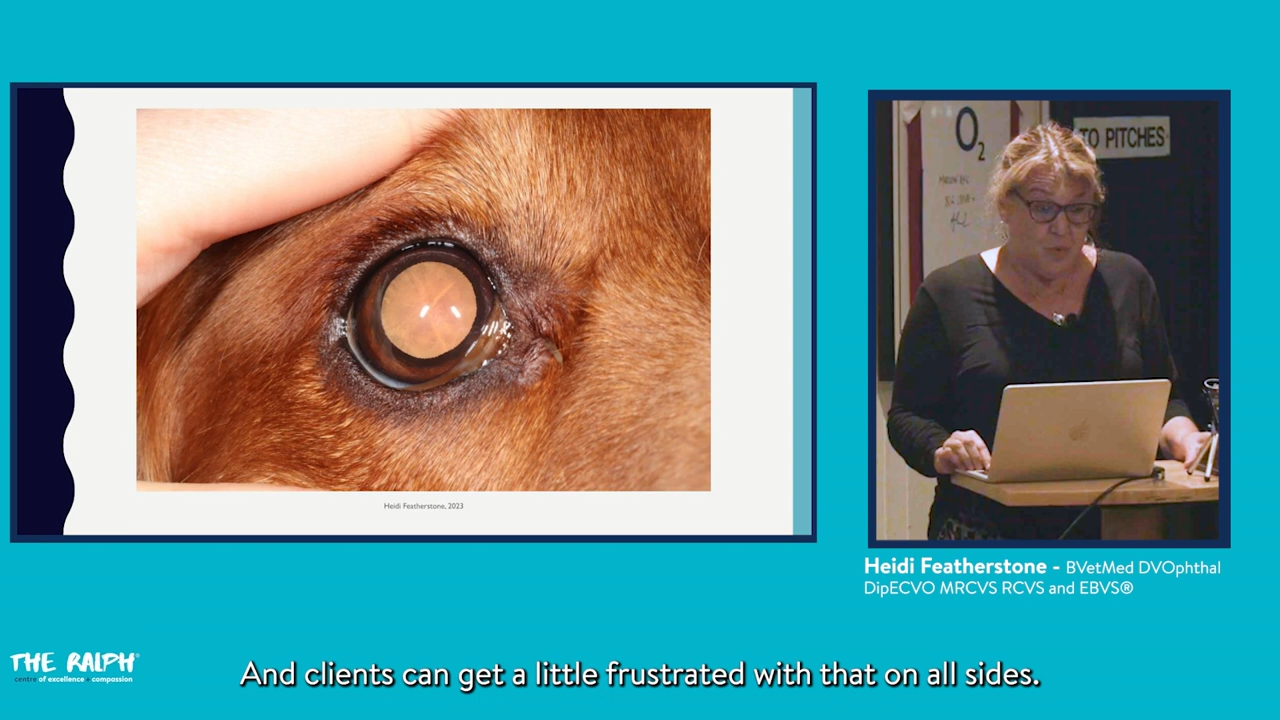 O2
TO PITCHES
Heidi Featherstone, 2023
Heidi Featherstone - BVetMed DVOphthal
DipECVO MRCVS RCVS and EBVS®
THE RALPH®
centre of excellence + compassion
And clients can get a little frustrated with that on all sides.